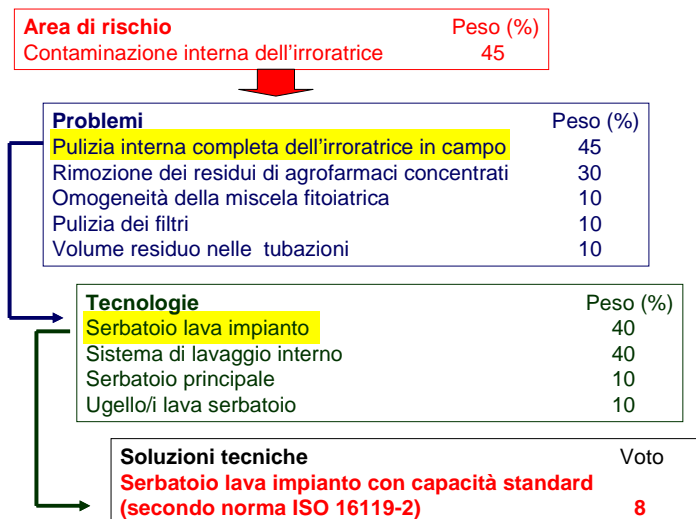 Area di rischio Peso (%)
Contaminazione interna dell'irroratrice 45
Problemi Peso (%)
Pulizia interna completa dell'irroratrice in campo 45
Rimozione dei residui di agrofarmaci concentrati 30
Omogeneità della miscela fitoiatrica 10
Pulizia dei filtri 10
Volume residuo nelle tubazioni 10
Tecnologie Peso (%)
Serbatoio lava impianto 40
Sistema di lavaggio interno 40
Serbatoio principale 10
Ugello/i lava serbatoio 10
Soluzioni tecniche Voto
Serbatoio lava impianto con capacità standard
(secondo norma ISO 16119-2) 8